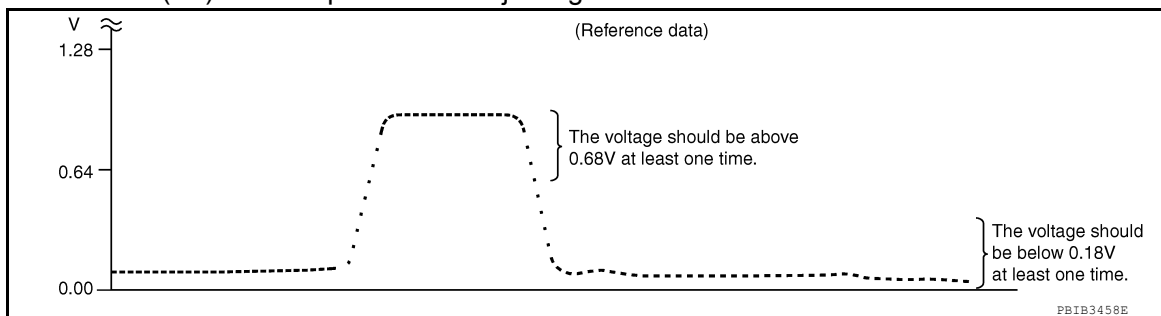 V
(Reference data)
1.28
The voltage should be above
0.68V at least one time.
0.64
The voltage should
be below 0.18V
at least one time.
0.00
PBIB3458E